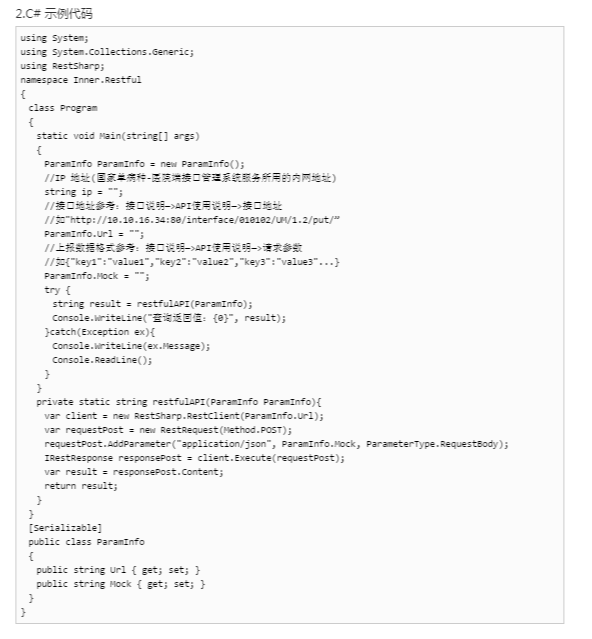 2.C# 示例代码
using System;
using System.Collections.Generic;
using RestSharp;
namespace Inner.Restful
{
class Program
{
static void Main(string[] args)
{
ParamInfo ParamInfo = new ParamInfo();
//IP 地址(国家单病种-医院端接口管理系统服务所用的内网地址)
string ip = "";
//接口地址参考: 接口说明—>API使用说明—>接口地址
//如"http://10.10.16.34:80/interface/010102/UM/1.2/put/"
ParamInfo.Url = "";
//上报数据格式参考: 接口说明—>API使用说明—>请求参数
//如{"key1":"value1","key2":"value2","key3":"value3"...}
ParamInfo.Mock = "";
try {
string result = restfulAPI(ParamInfo);
Console.WriteLine("查询返回值: {0}", result);
}catch(Exception ex){
Console.WriteLine(ex.Message);
Console.ReadLine();
}
}
private static string restfulAPI(ParamInfo ParamInfo){
var client = new RestSharp.RestClient(ParamInfo.Url);
var requestPost = new RestRequest(Method.POST);
requestPost.AddParameter("application/json", ParamInfo.Mock, ParameterType.RequestBody);
IRestResponse responsePost = client.Execute(requestPost);
var result = responsePost.Content;
return result;
}
}
[Serializable]
public class ParamInfo
{
public string Url { get; set; }
public string Mock { get; set; }
}
}